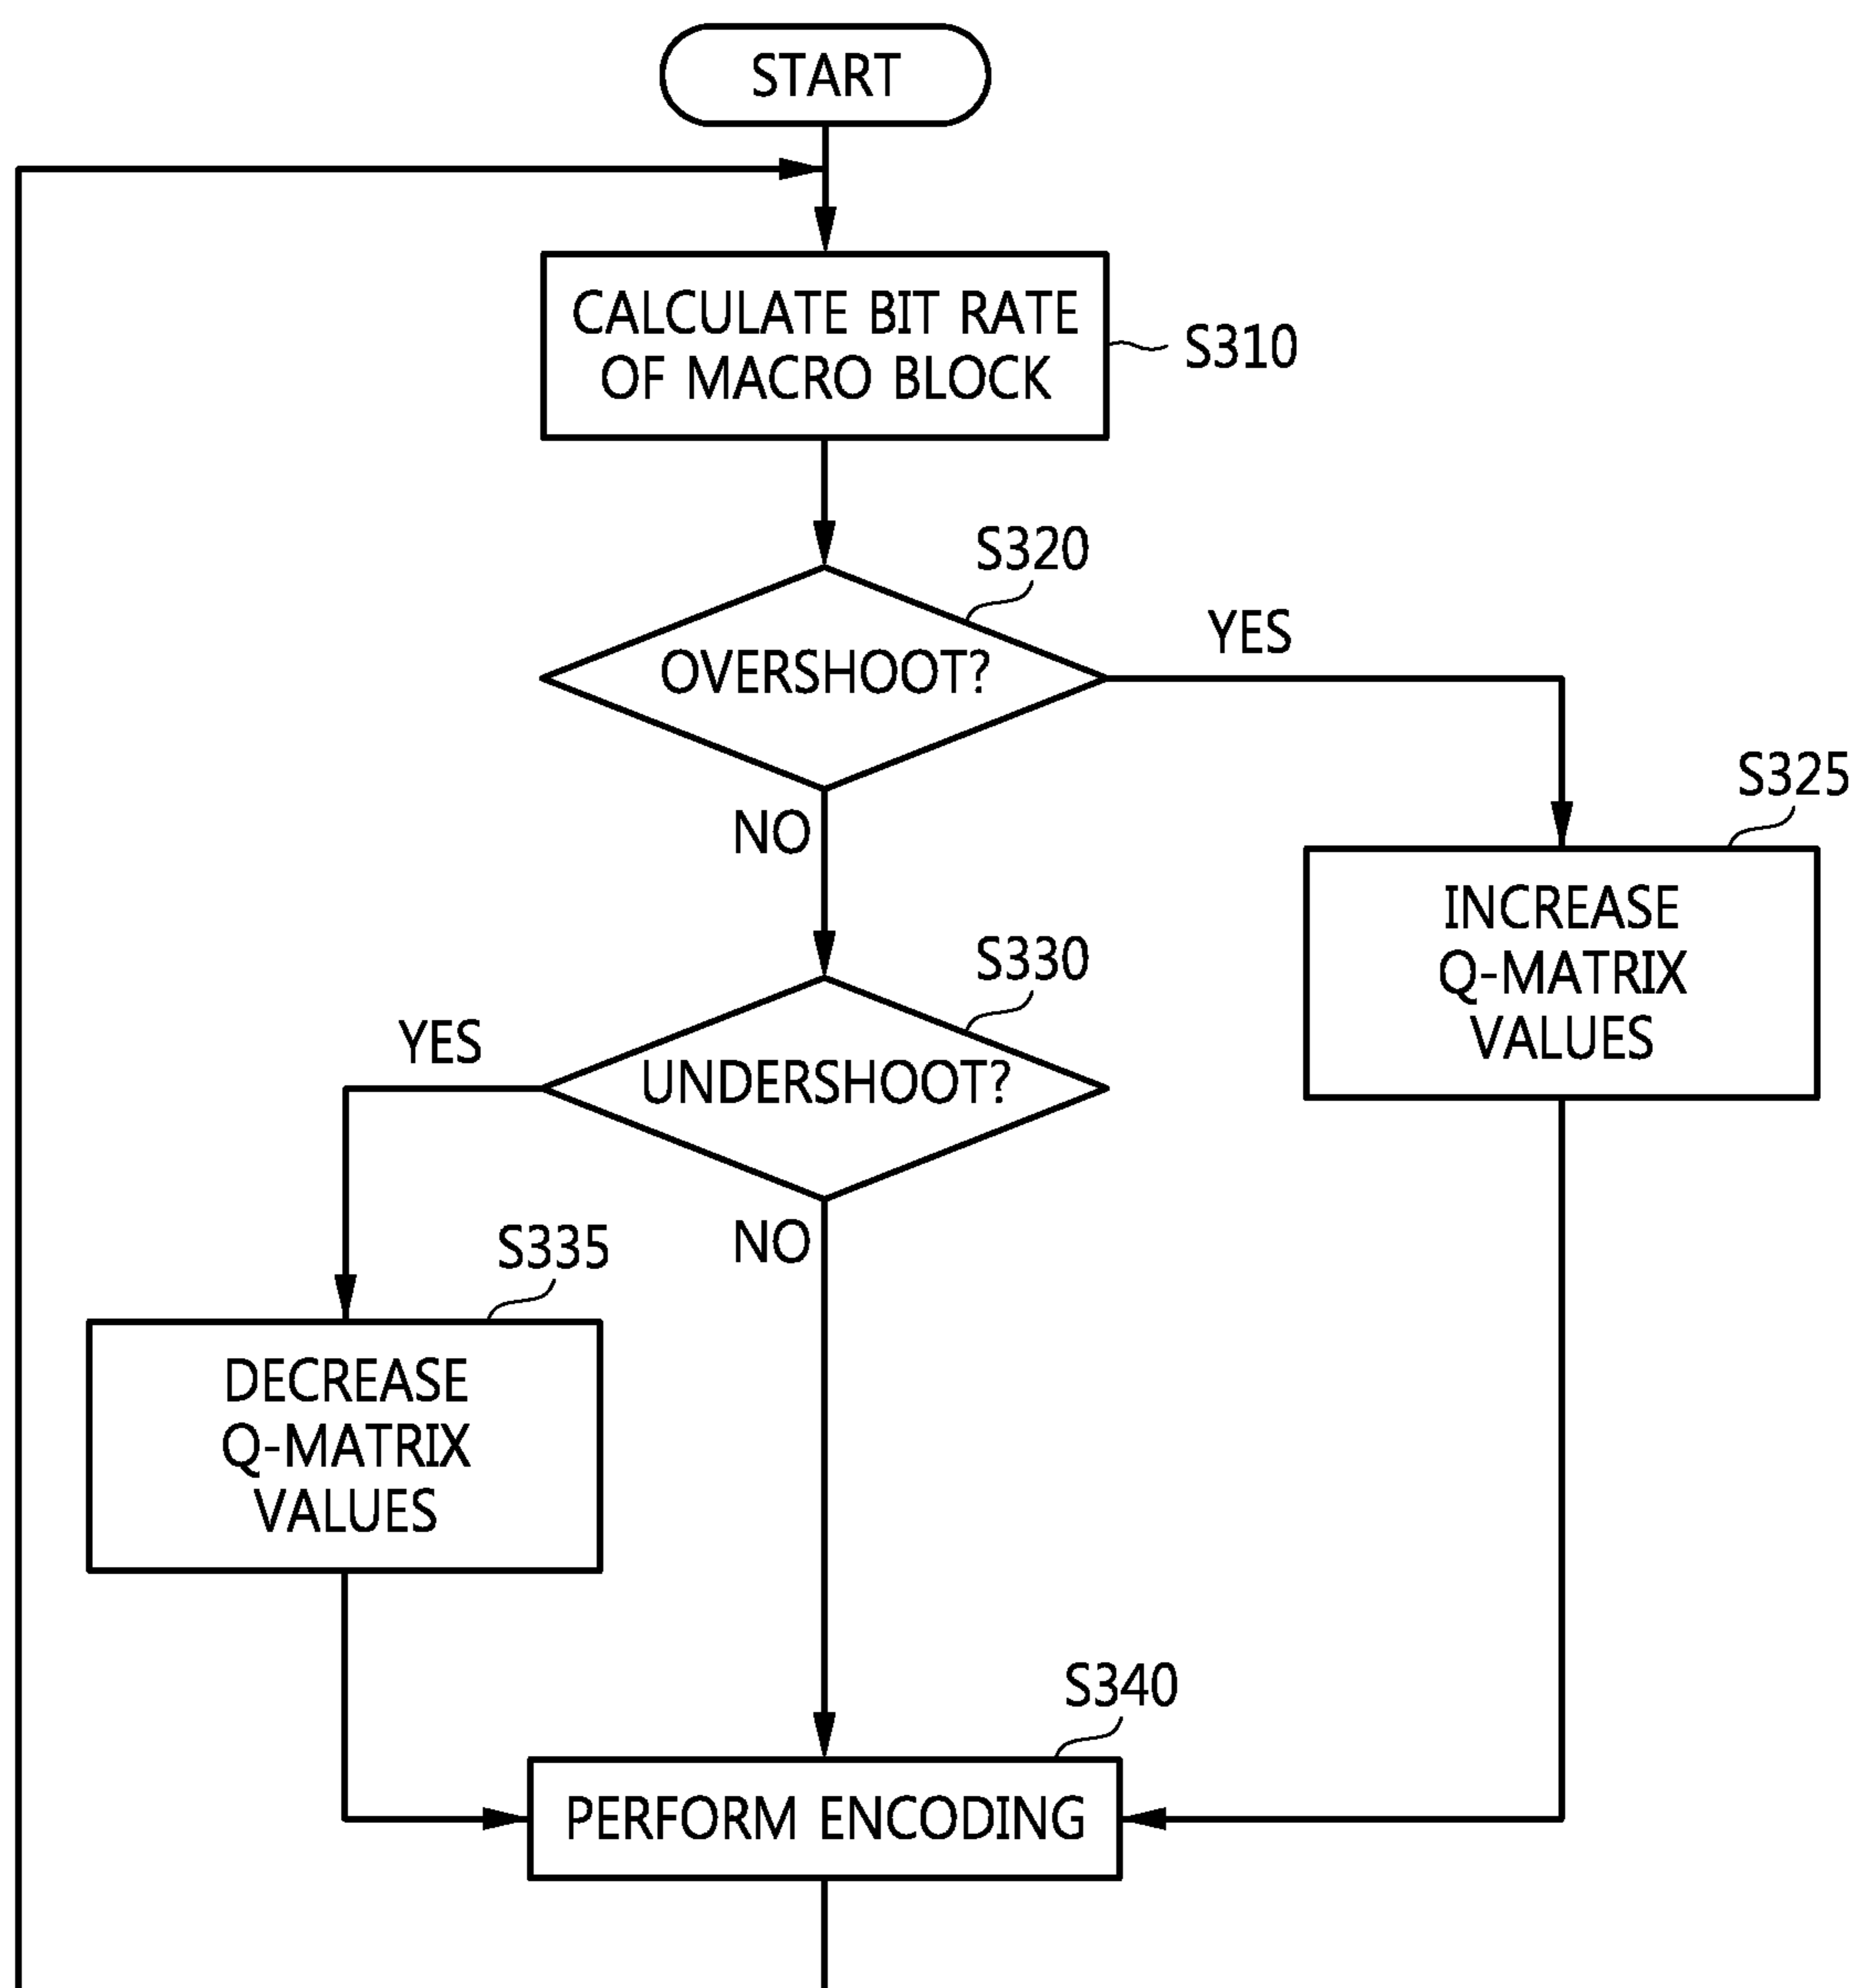 START
CALCULATE BIT RATE
OF MACRO BLOCK
S310
S320
OVERSHOOT?
YES
NO
S325
INCREASE
Q-MATRIX
VALUES
S330
UNDERSHOOT?
YES
NO
S335
DECREASE
Q-MATRIX
VALUES
S340
PERFORM ENCODING